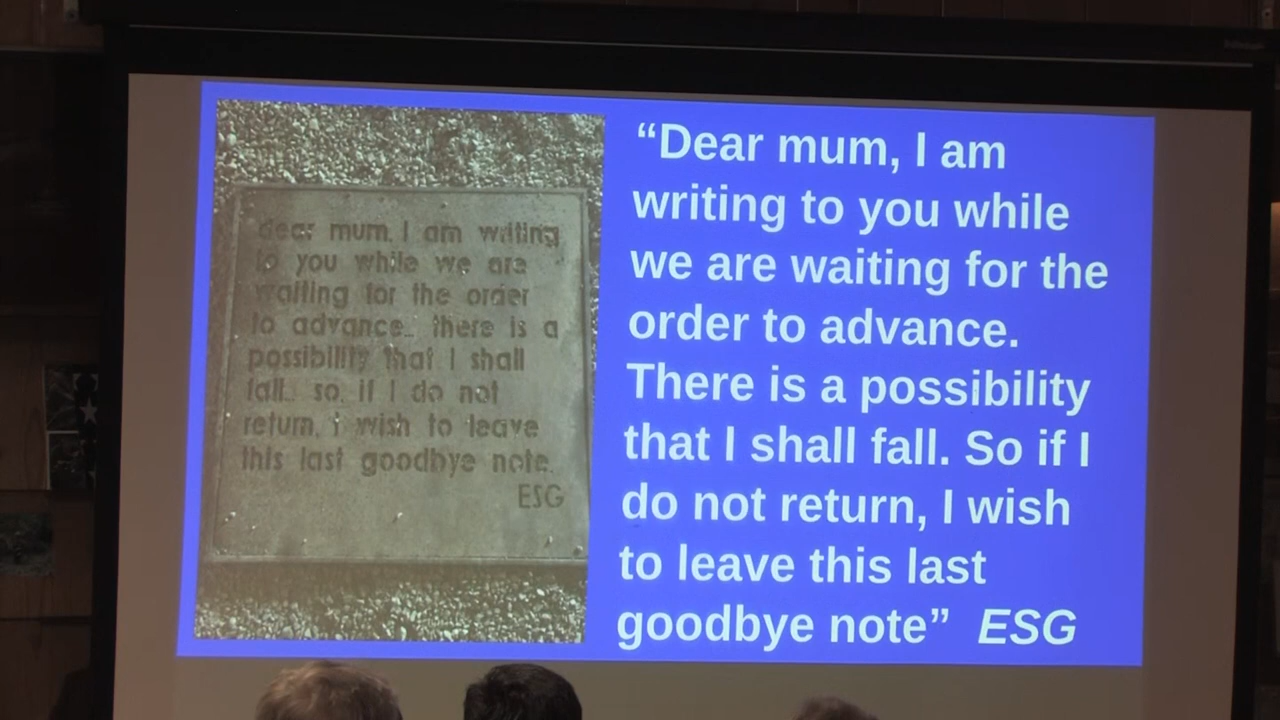 dear mum, I am writing
to you while we are
waiting for the order
to advance... there is a
possibility that I shall
fall... so, if I do not
return, i wish to leave
this last goodbye note.
ESG
“Dear mum, I am
writing to you while
we are waiting for the
order to advance.
There is a possibility
that I shall fall. So if I
do not return, I wish
to leave this last
goodbye note” ESG